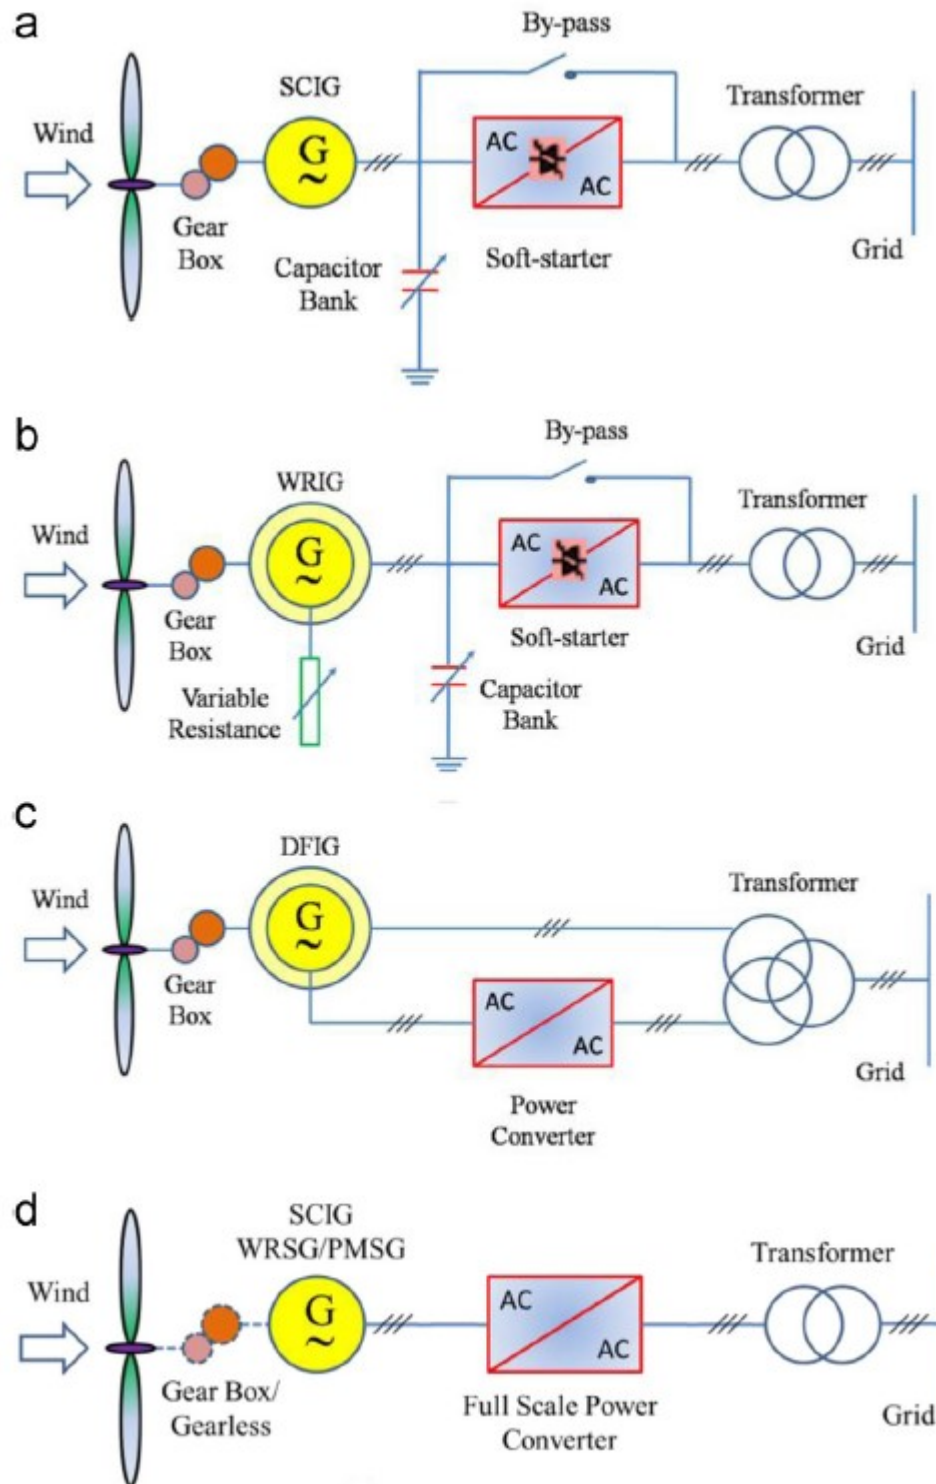 a
By-pass
SCIG
Transformer
Wind
G
~
AC
AC
Gear
Box
Capacitor
Bank
Soft-starter
Grid
b
By-pass
WRIG
Transformer
Wind
G
~
AC
AC
Gear
Box
Soft-starter
Grid
Variable
Resistance
Capacitor
Bank
c
DFIG
Transformer
Wind
G
~
Gear
Box
AC
AC
Grid
Power
Converter
d
SCIG
WRSG/PMSG
Transformer
Wind
G
~
AC
AC
Gear Box/
Gearless
Full Scale Power
Converter
Grid